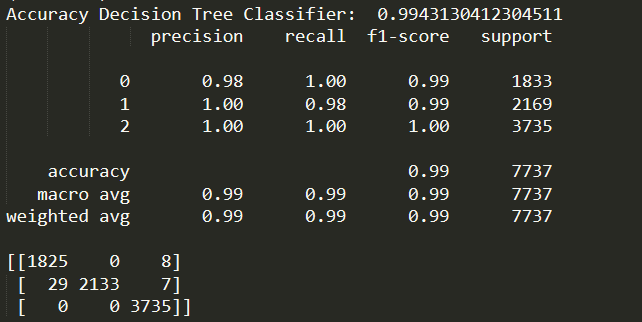 Accuracy Decision Tree Classifier:  0.9943130412304511
              precision    recall  f1-score   support

           0       0.98      1.00      0.99      1833
           1       1.00      0.98      0.99      2169
           2       1.00      1.00      1.00      3735

    accuracy                           0.99      7737
   macro avg       0.99      0.99      0.99      7737
weighted avg       0.99      0.99      0.99      7737

[[1825    0    8]
 [  29 2133    7]
 [   0    0 3735]]